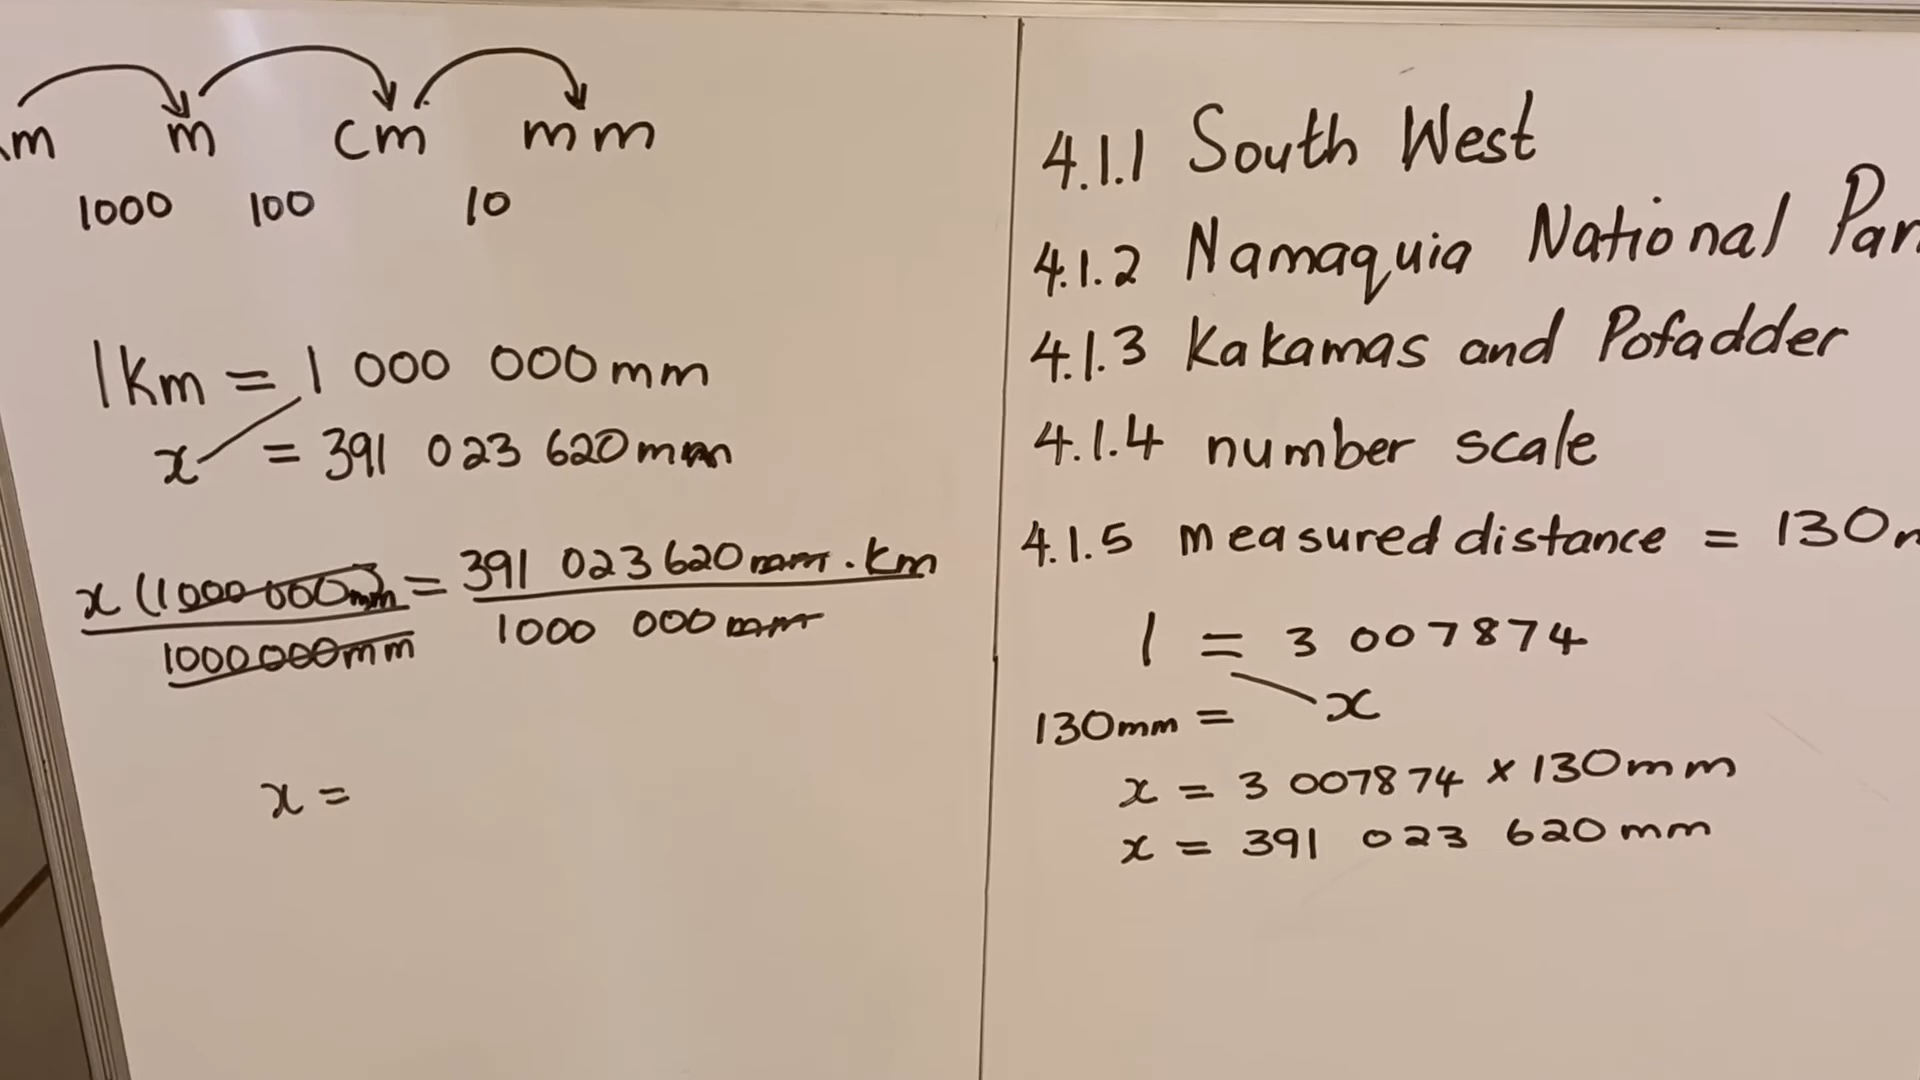 m m cm mm
1000 100 10
1km = 1 000 000mm
x = 391 023 620mm
x (1000 000mm) = 391 023 620mm . km
1000 000mm 1000 000mm
x =
4.1.1 South West
4.1.2 Namaquia National Par
4.1.3 Kakamas and Pofadder
4.1.4 number scale
4.1.5 measured distance = 130
1 = 3 007874
130mm = x
x = 3 007874 × 130mm
x = 391 023 620mm